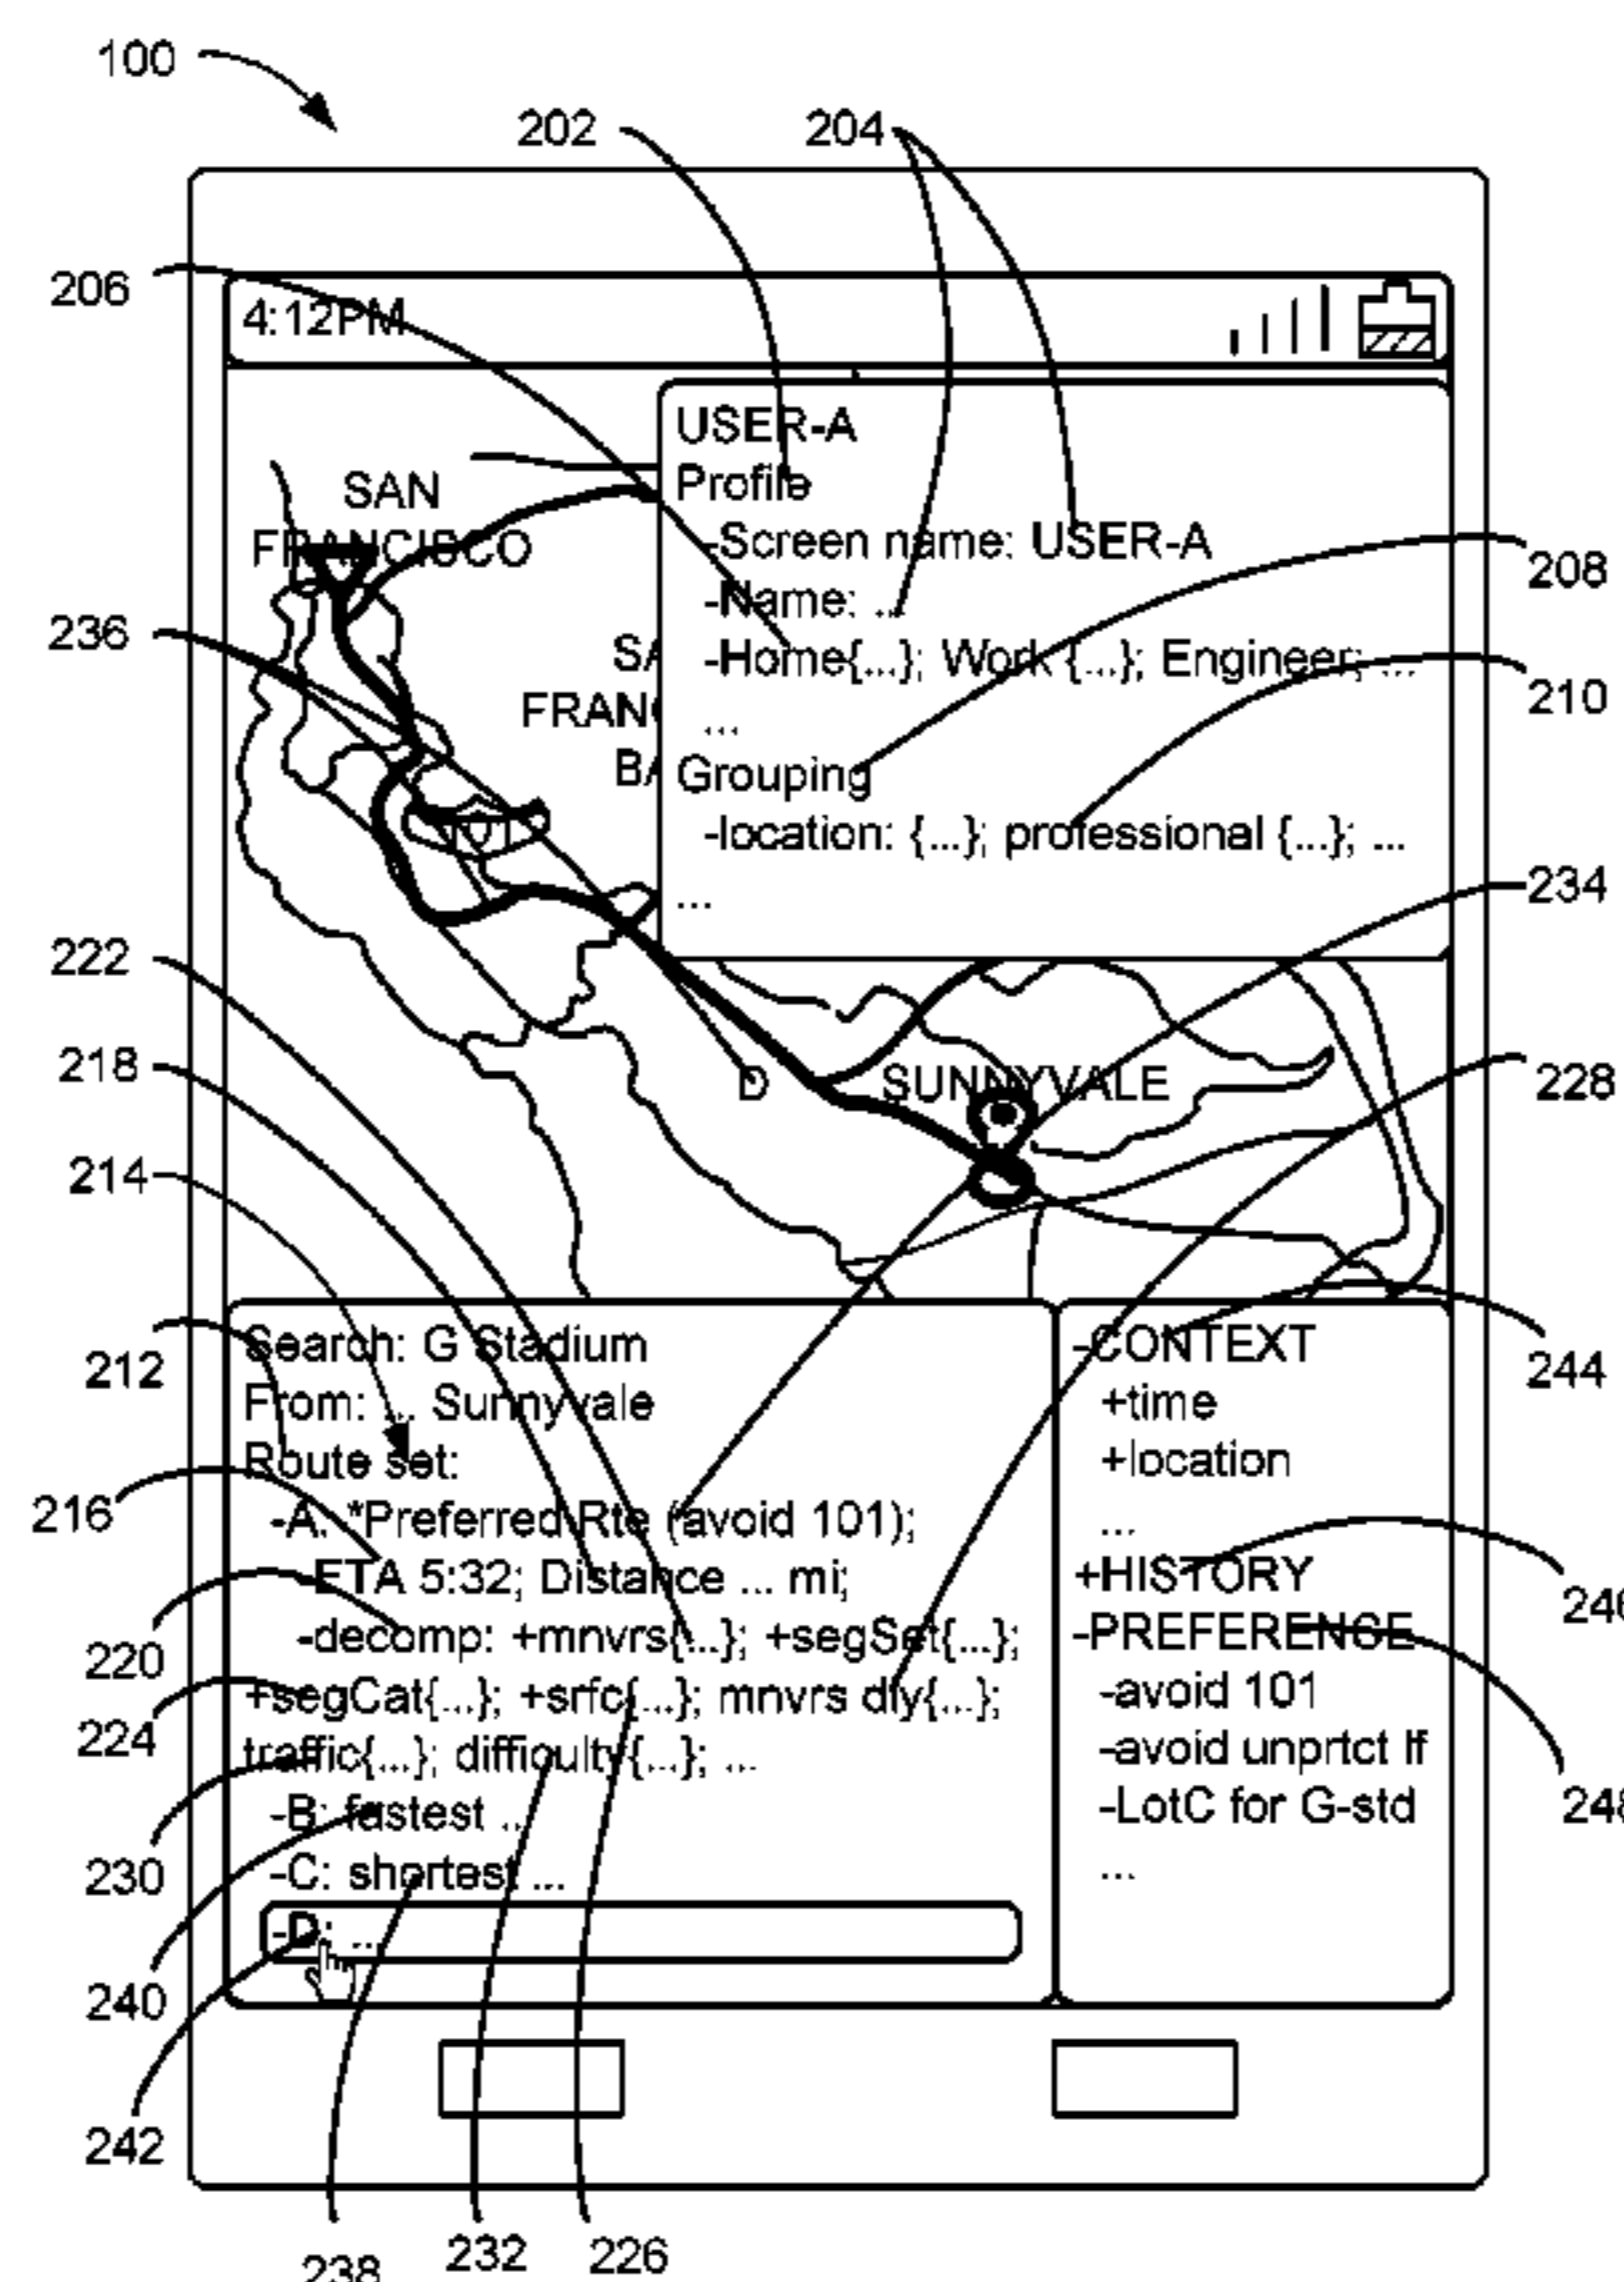 100
202
204
206
4:12PM
USER-A
Profile
-Screen name: USER-A
-Name: ...
-Home{...}; Work {...}; Engineer; ...
...
Grouping
-location: {...}; professional {...}; ...
...
SAN
FRANCISCO
208
236
210
SA
FRAN
BA
234
222
218
D
SUNNYVALE
228
214
212
244
Search: G Stadium
From: ... Sunnyvale
Route set:
-A: *Preferred Rte (avoid 101);
-ETA 5:32; Distance ... mi;
-decomp: +mnvrs{...}; +segSet{...};
+segCat{...}; +srfc{...}; mnvrs dly{...};
traffic{...}; difficulty{...}; ...
-B: fastest ...
-C: shortest ...
-D: ...
-CONTEXT
+time
+location
...
+HISTORY
-PREFERENCE
-avoid 101
-avoid unprtct lf
-LotC for G-std
...
216
220
224
230
240
242
238
232
226